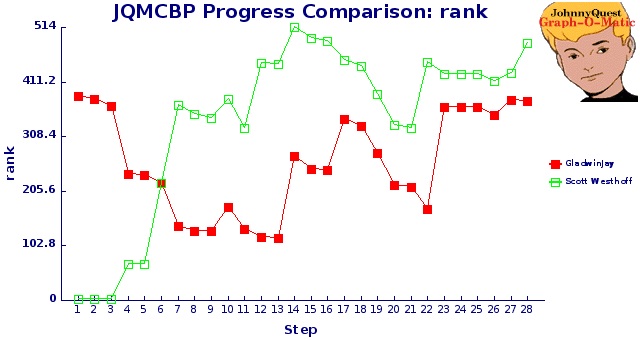 JQMCBP Progress Comparison: rank
JohnnyQuest
Graph-O-Matic
514
411.2
308.4
205.6
102.8
0
rank
1 2 3 4 5 6 7 8 9 10 11 12 13 14 15 16 17 18 19 20 21 22 23 24 25 26 27 28
Step
GladwinJay
Scott Westhoff